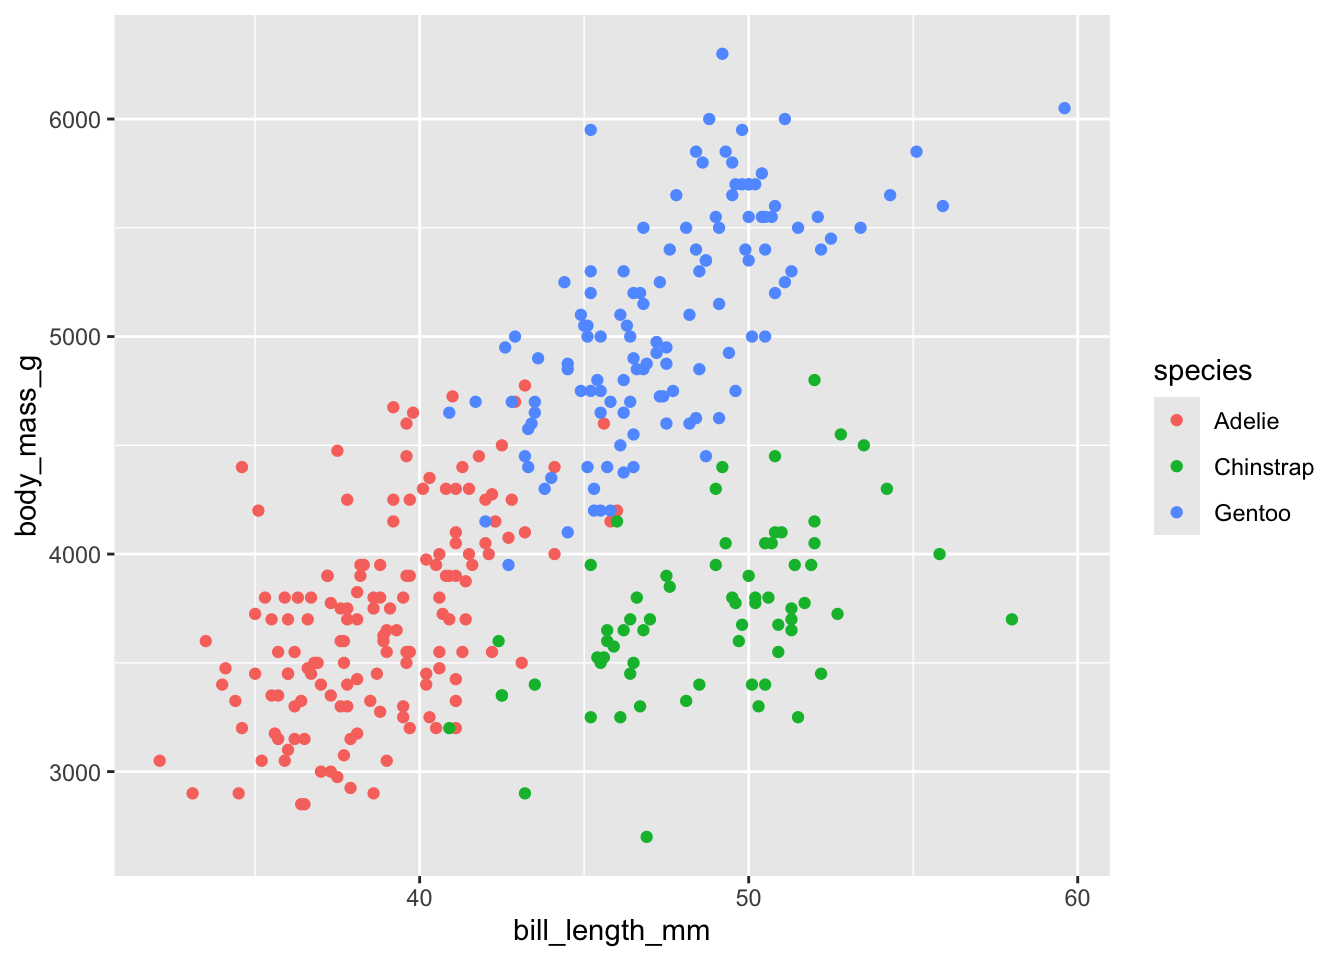 6000
5000
4000
3000
body_mass_g
40
50
60
bill_length_mm
species
Adelie
Chinstrap
Gentoo